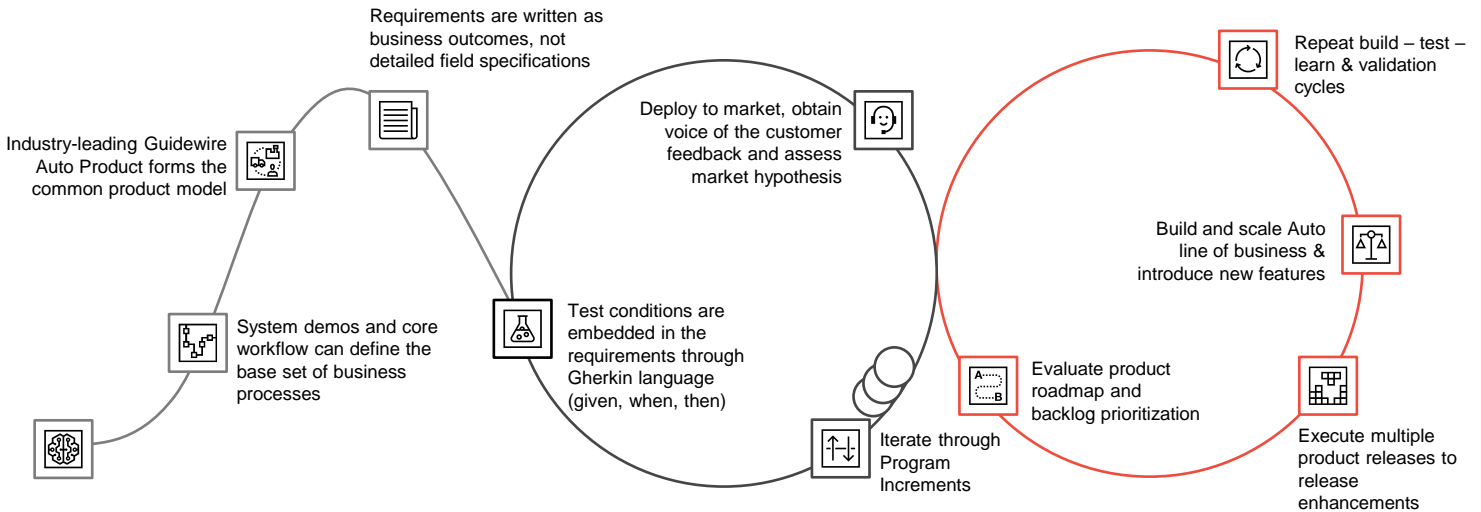 Requirements are written as
business outcomes, not
detailed field specifications
Industry-leading Guidewire
Auto Product forms the
common product model
System demos and core
workflow can define the
base set of business
processes
Test conditions are
embedded in the
requirements through
Gherkin language
(given, when, then)
Deploy to market, obtain
voice of the customer
feedback and assess
market hypothesis
Iterate through
Program
Increments
Repeat build – test –
learn & validation
cycles
Build and scale Auto
line of business &
introduce new features
A
B
Evaluate product
roadmap and
backlog prioritization
Execute multiple
product releases to
release
enhancements